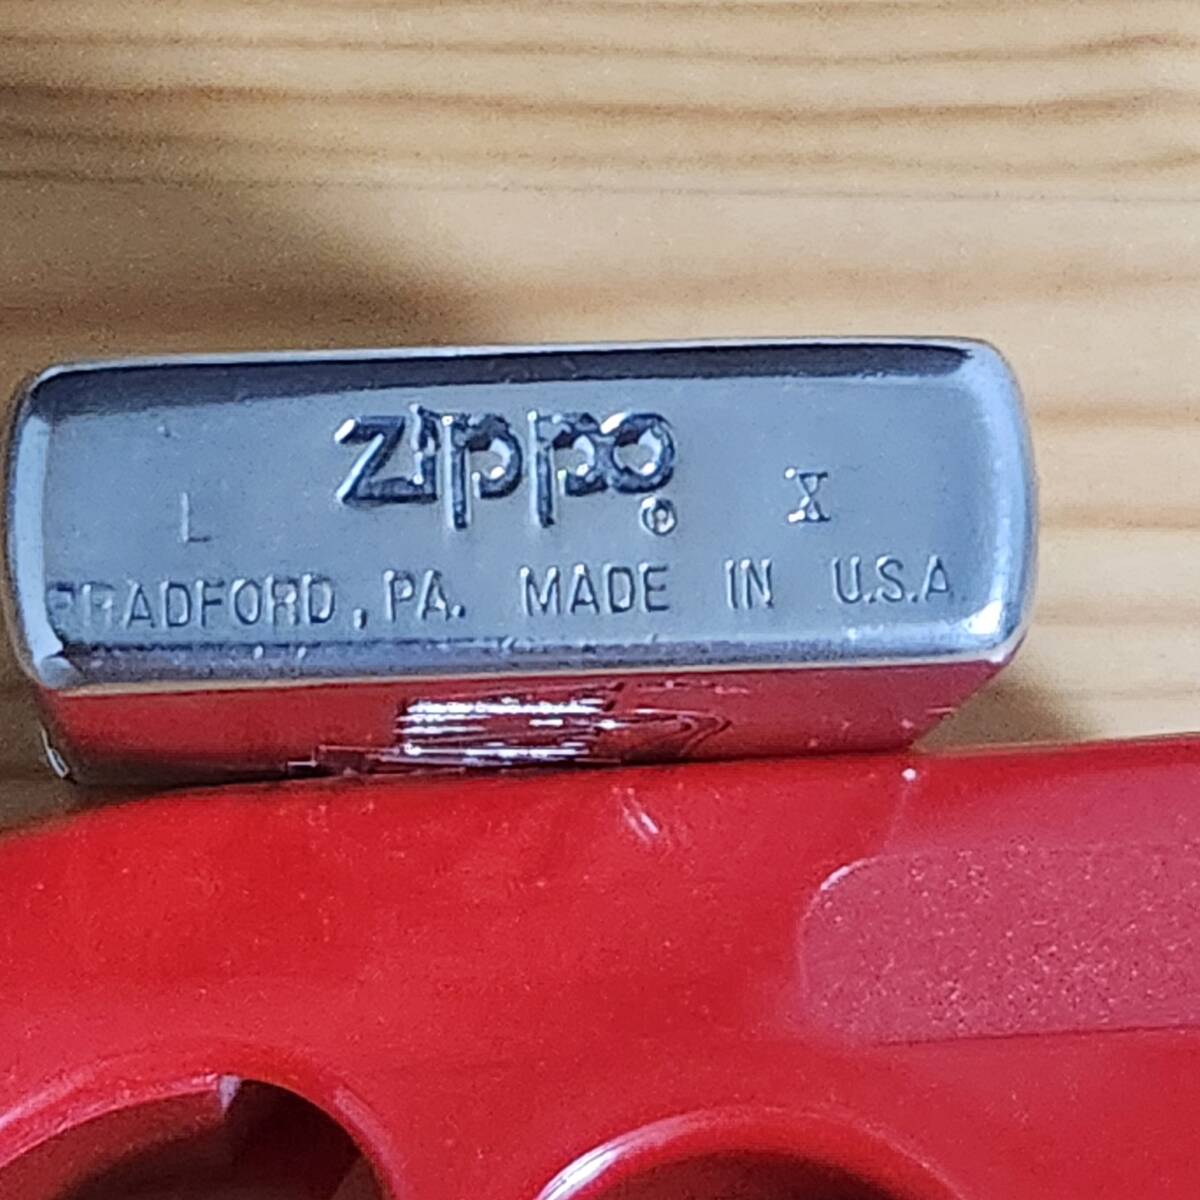 Zippo
L ® X
BRADFORD, PA. MADE IN U.S.A.